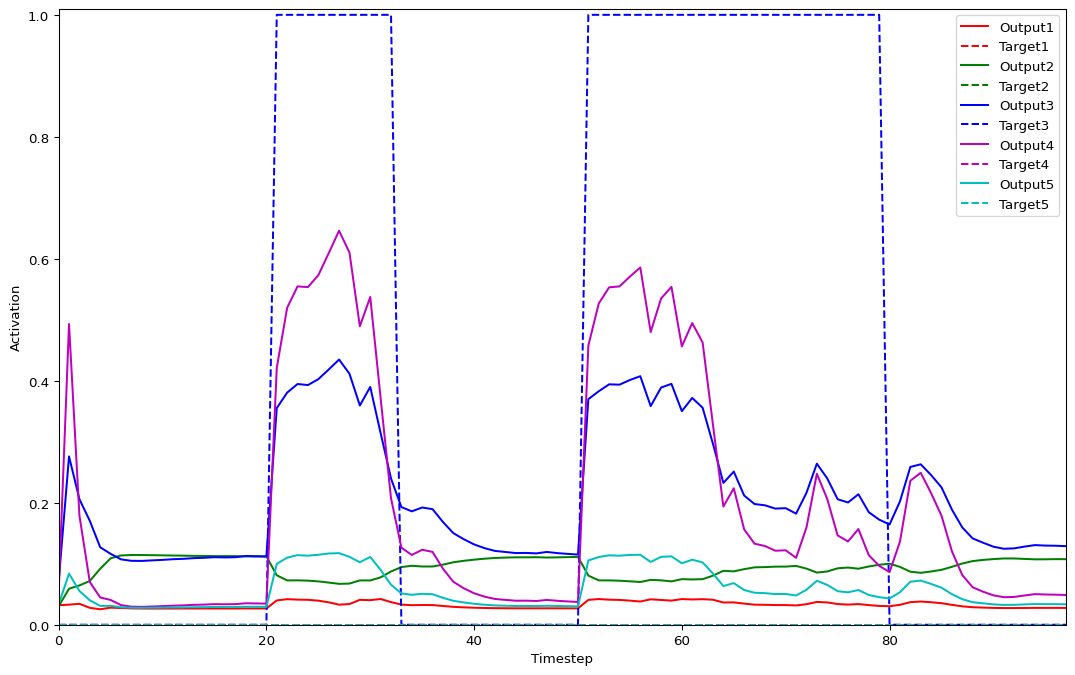 1.0
0.8
0.6
0.4
0.2
0.0
Activation
0
20
40
60
80
Timestep
Output1
Target1
Output2
Target2
Output3
Target3
Output4
Target4
Output5
Target5